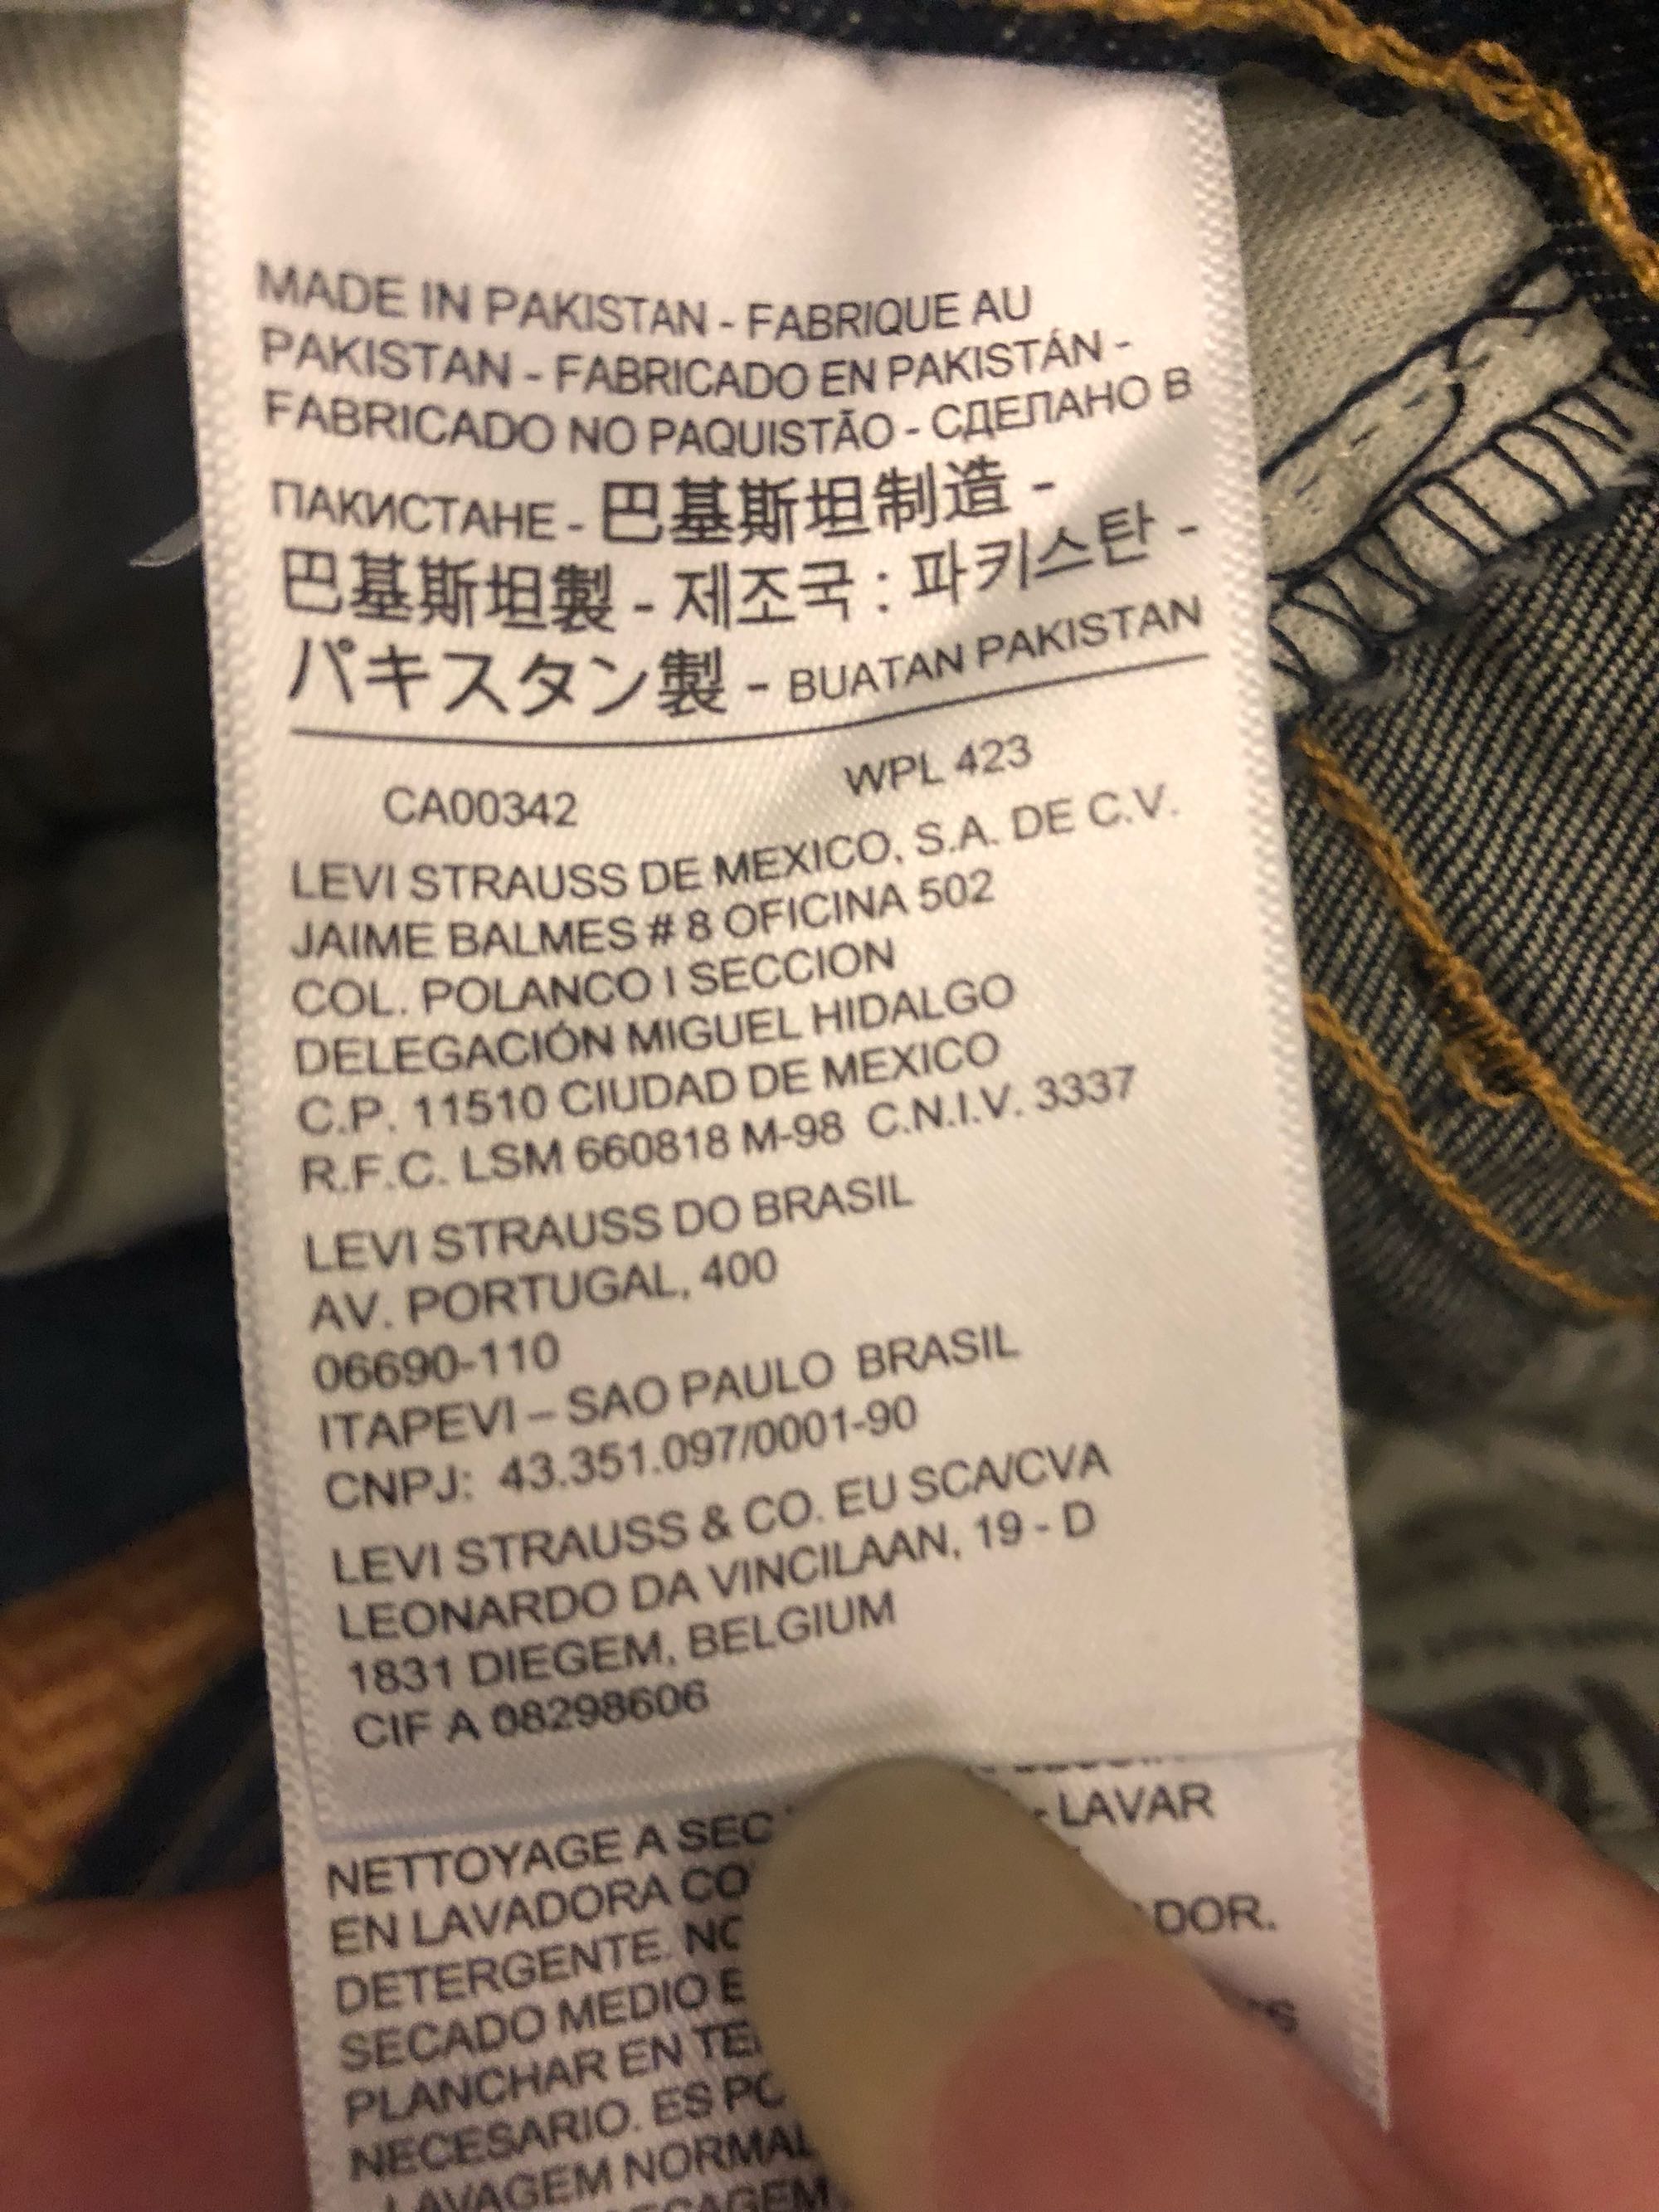 MADE IN PAKISTAN - FABRIQUE AU
PAKISTAN - FABRICADO EN PAKISTÁN -
FABRICADO NO PAQUISTÃO - СДЕЛАНО В
ПАКИСТАНЕ - 巴基斯坦制造 -
巴基斯坦製 - 제조국 : 파키스탄 -
パキスタン製 - BUATAN PAKISTAN
CA00342 WPL 423
LEVI STRAUSS DE MEXICO, S.A. DE C.V.
JAIME BALMES # 8 OFICINA 502
COL. POLANCO I SECCION
DELEGACIÓN MIGUEL HIDALGO
C.P. 11510 CIUDAD DE MEXICO
R.F.C. LSM 660818 M-98 C.N.I.V. 3337
LEVI STRAUSS DO BRASIL
AV. PORTUGAL, 400
06690-110
ITAPEVI – SAO PAULO BRASIL
CNPJ: 43.351.097/0001-90
LEVI STRAUSS & CO. EU SCA/CVA
LEONARDO DA VINCILAAN, 19 - D
1831 DIEGEM, BELGIUM
CIF A 08298606
NETTOYAGE A SEC - LAVAR
EN LAVADORA
DETERGENTE.
SECADO MEDIO
PLANCHAR EN
NECESARIO. ES
LAVAGEM NORMAL